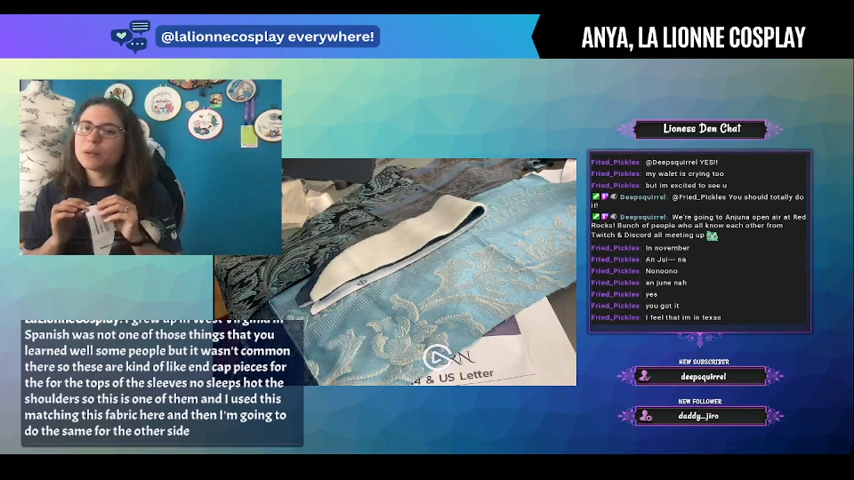 @lalionnecosplay everywhere!
ANYA, LA LIONNE COSPLAY
Lioness Den Chat
Fried_Pickles: @Deepsquirrel YES!!
Fried_Pickles: my walet is crying too
Fried_Pickles: but im excited to see u
Deepsquirrel: @Fried_Pickles You should totally do
it!
Deepsquirrel: We're going to Anjuna open air at Red
Rocks! Bunch of people who all know each other from
Twitch & Discord all meeting up
Fried_Pickles: In november
Fried_Pickles: An Jui--- na
Fried_Pickles: Nonoono
Fried_Pickles: an june nah
Fried_Pickles: yes
Fried_Pickles: you got it
Fried_Pickles: I feel that im in texas
LaLionneCosplay: I grew up in West Virginia in
Spanish was not one of those things that you
learned well some people but it wasn't common
there so these are kind of like end cap pieces for
the for the tops of the sleeves no sleeps hot the
shoulders so this is one of them and I used this
matching this fabric here and then I'm going to
do the same for the other side
& US Letter
NEW SUBSCRIBER
deepsquirrel
NEW FOLLOWER
daddy_jiro